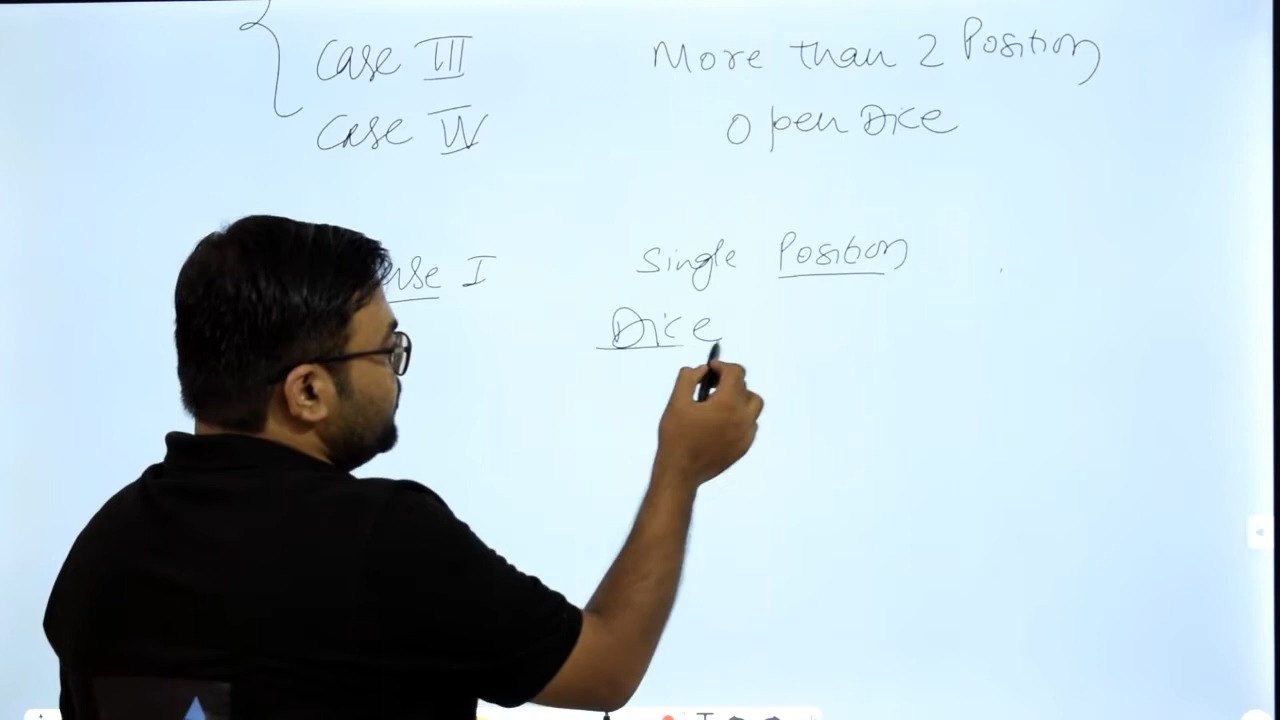 Case III More than 2 Position
Case IV Open Dice
Case I Single Position
Dice